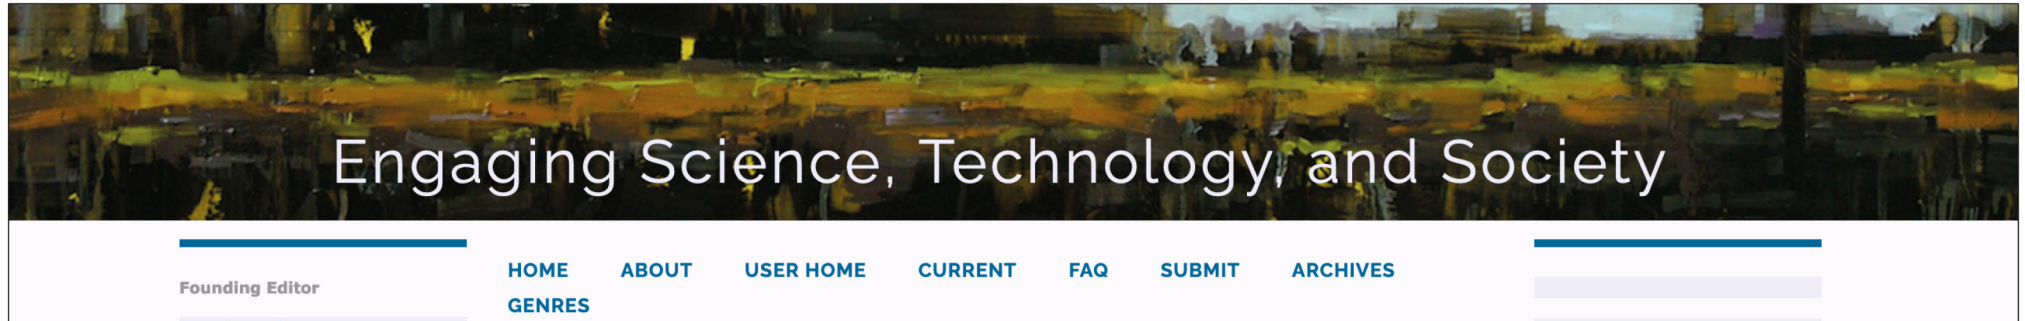 Engaging Science, Technology, and Society
Founding Editor
HOME ABOUT USER HOME CURRENT FAQ SUBMIT ARCHIVES
GENRES